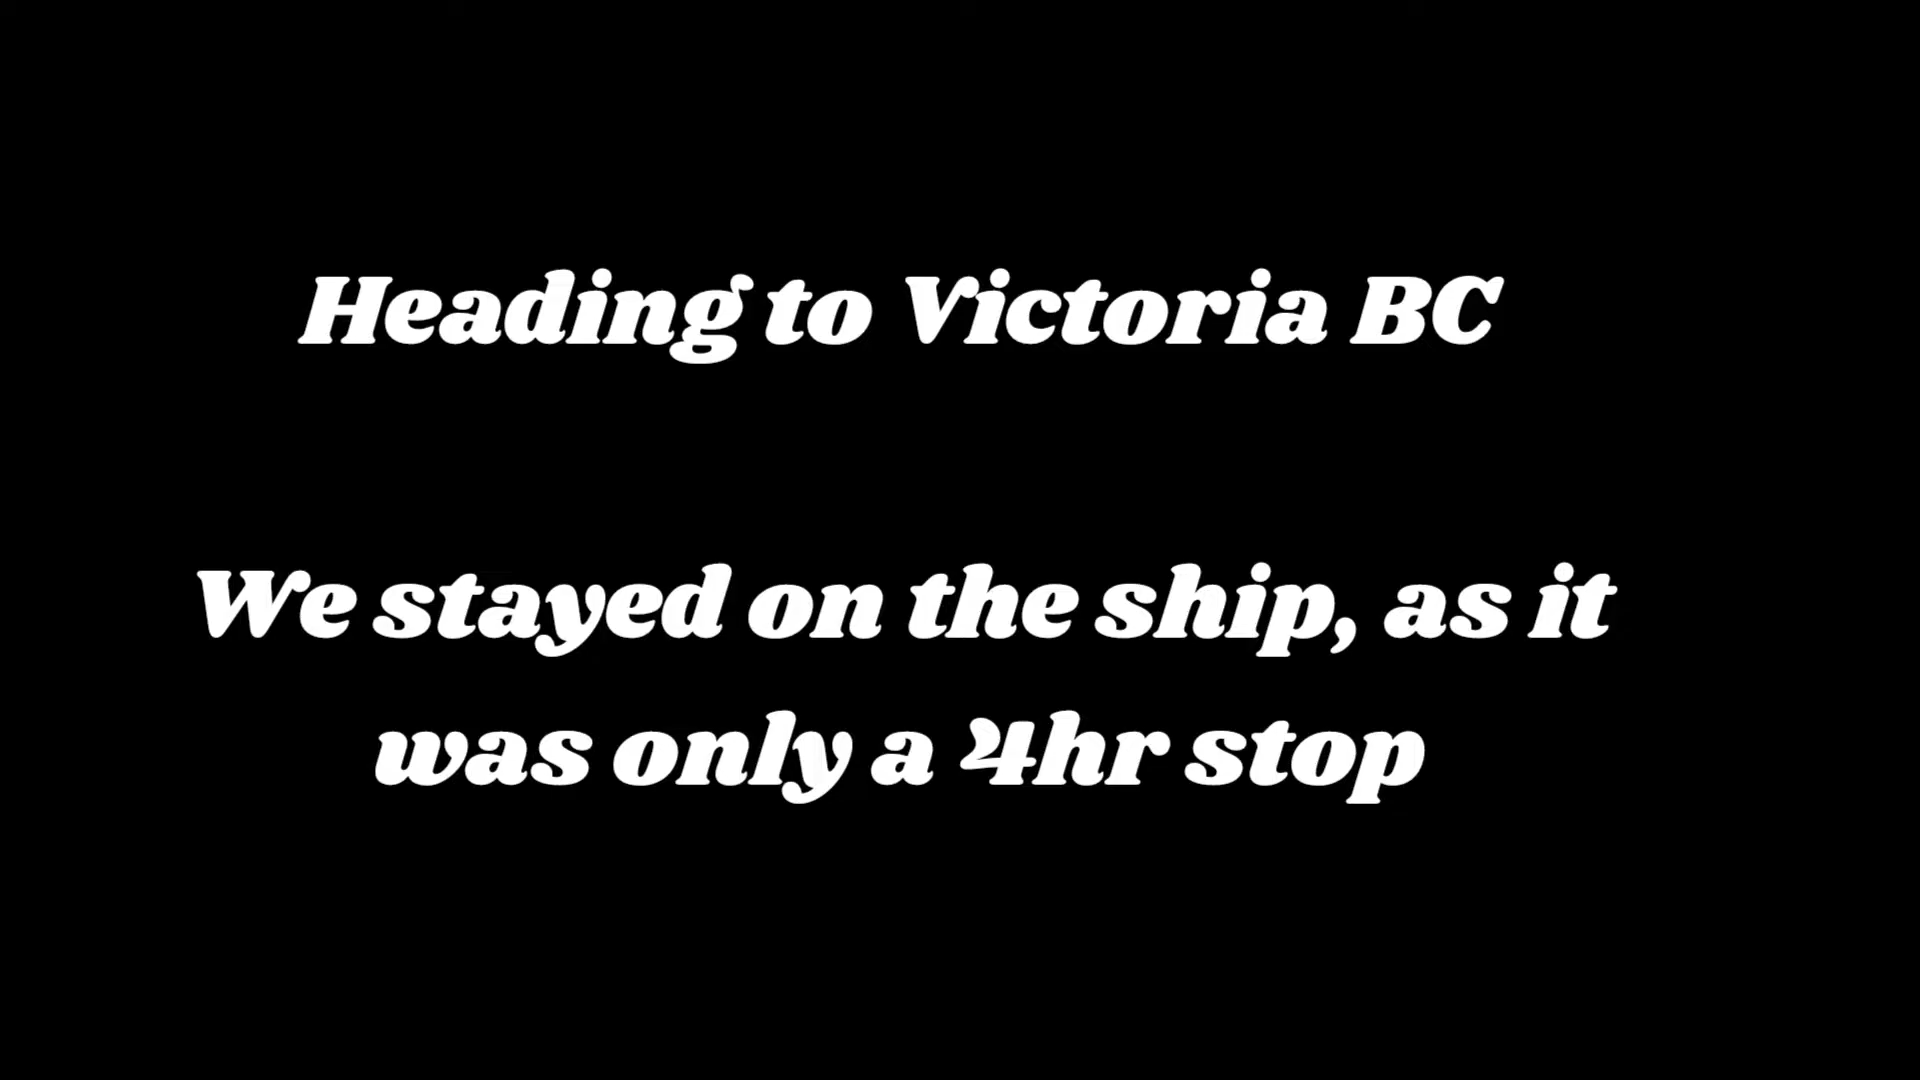 Heading to Victoria BC
We stayed on the ship, as it
was only a 4hr stop